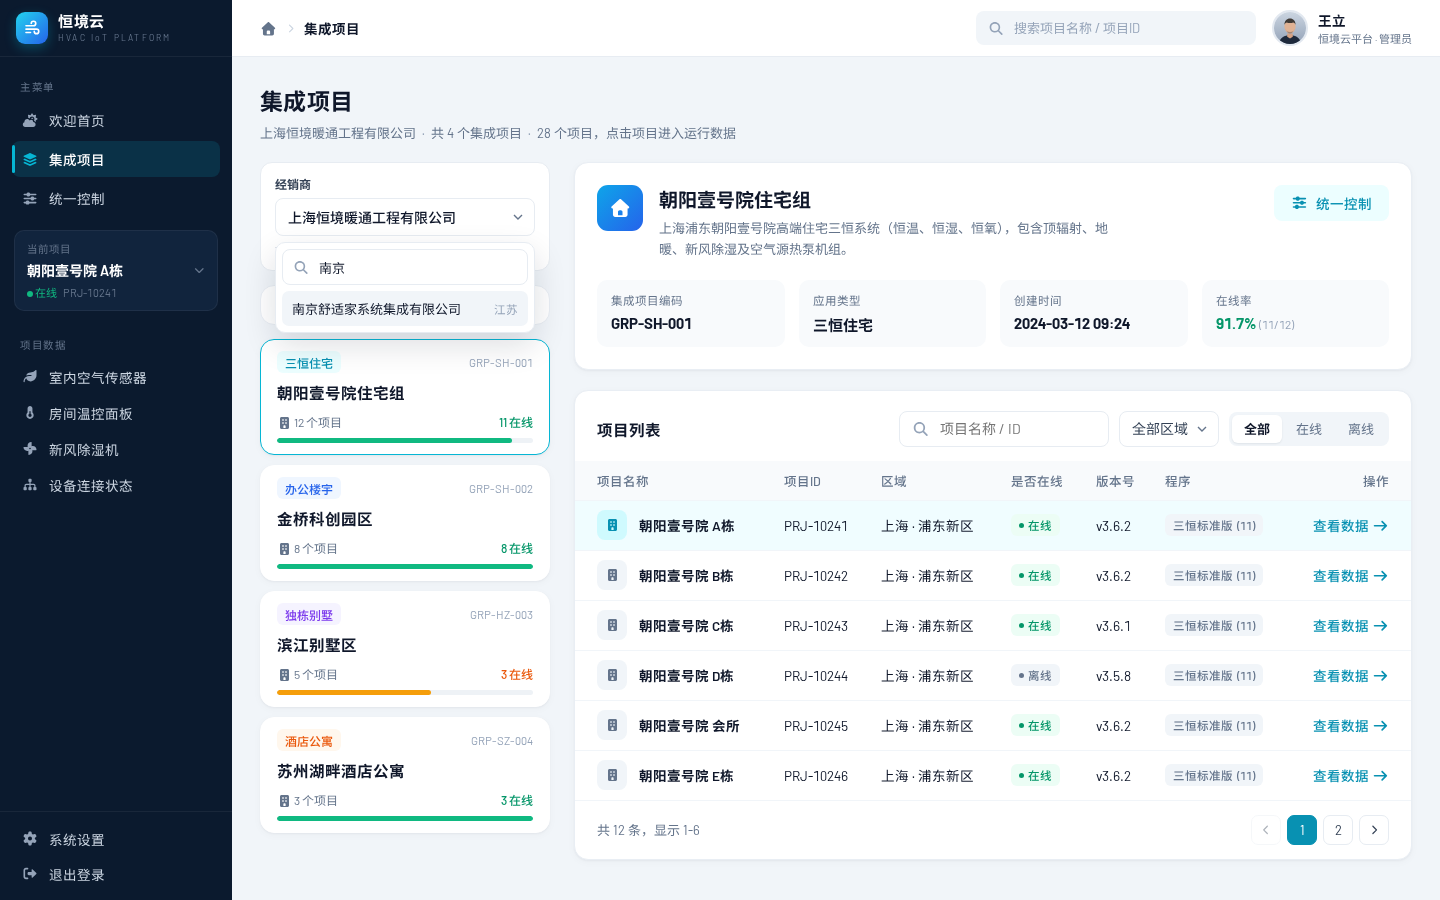 恒境云
HVAC IoT PLATFORM
主菜单
欢迎首页
集成项目
统一控制
当前项目
朝阳壹号院 A栋
在线 PRJ-10241
项目数据
室内空气传感器
房间温控面板
新风除湿机
设备连接状态
系统设置
退出登录
集成项目
搜索项目名称 / 项目ID
王立
恒境云平台 · 管理员
集成项目
上海恒境暖通工程有限公司 · 共 4 个集成项目 · 28 个项目，点击项目进入运行数据
经销商
上海恒境暖通工程有限公司
南京
南京舒适家系统集成有限公司 江苏
三恒住宅 GRP-SH-001
朝阳壹号院住宅组
12 个项目 11 在线
办公楼宇 GRP-SH-002
金桥科创园区
8 个项目 8 在线
独栋别墅 GRP-HZ-003
滨江别墅区
5 个项目 3 在线
酒店公寓 GRP-SZ-004
苏州湖畔酒店公寓
3 个项目 3 在线
朝阳壹号院住宅组
上海浦东朝阳壹号院高端住宅三恒系统（恒温、恒湿、恒氧），包含顶辐射、地
暖、新风除湿及空气源热泵机组。
统一控制
集成项目编码 应用类型 创建时间 在线率
GRP-SH-001 三恒住宅 2024-03-12 09:24 91.7% (11/12)
项目列表 项目名称 / ID 全部区域 全部 在线 离线
项目名称 项目ID 区域 是否在线 版本号 程序 操作
朝阳壹号院 A栋 PRJ-10241 上海 · 浦东新区 在线 v3.6.2 三恒标准版 (11) 查看数据
朝阳壹号院 B栋 PRJ-10242 上海 · 浦东新区 在线 v3.6.2 三恒标准版 (11) 查看数据
朝阳壹号院 C栋 PRJ-10243 上海 · 浦东新区 在线 v3.6.1 三恒标准版 (11) 查看数据
朝阳壹号院 D栋 PRJ-10244 上海 · 浦东新区 离线 v3.5.8 三恒标准版 (11) 查看数据
朝阳壹号院 会所 PRJ-10245 上海 · 浦东新区 在线 v3.6.2 三恒标准版 (11) 查看数据
朝阳壹号院 E栋 PRJ-10246 上海 · 浦东新区 在线 v3.6.2 三恒标准版 (11) 查看数据
共 12 条，显示 1-6 1 2